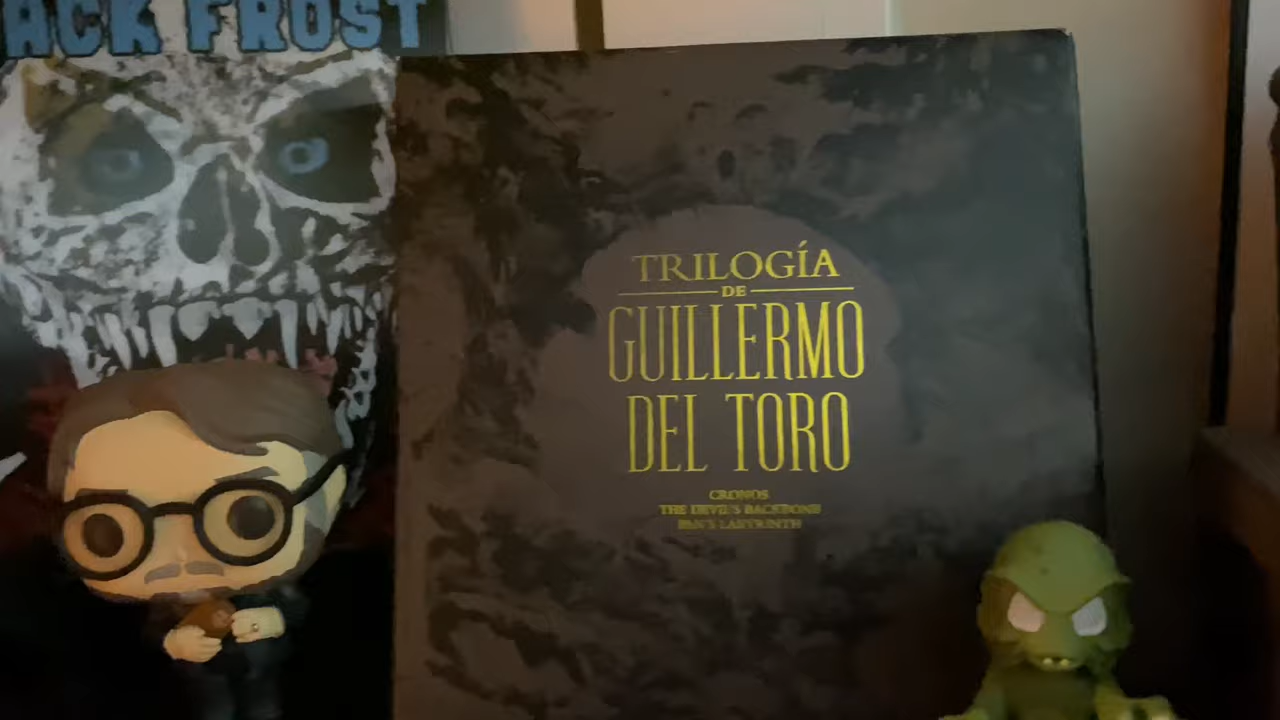 ACK FROST
TRILOGÍA
DE
GUILLERMO
DEL TORO
CRONOS
THE DEVIL'S BACKBONE
PAN'S LABYRINTH